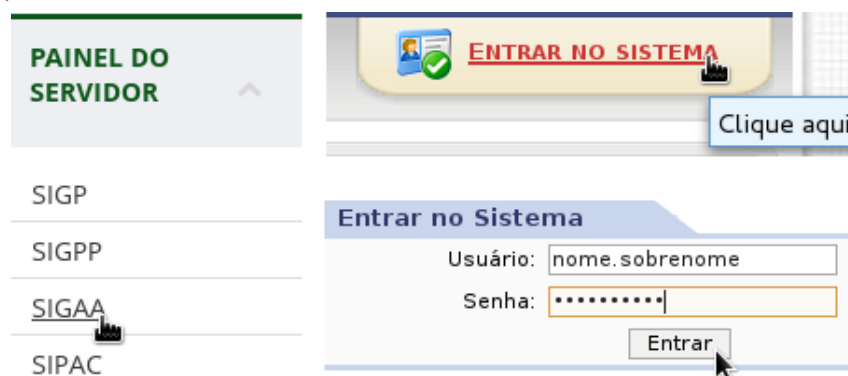 PAINEL DO
SERVIDOR
SIGP
SIGPP
SIGAA
SIPAC
ENTRAR NO SISTEMA
Clique aqui
Entrar no Sistema
Usuário: nome.sobrenome
Senha: ••••••••••
Entrar